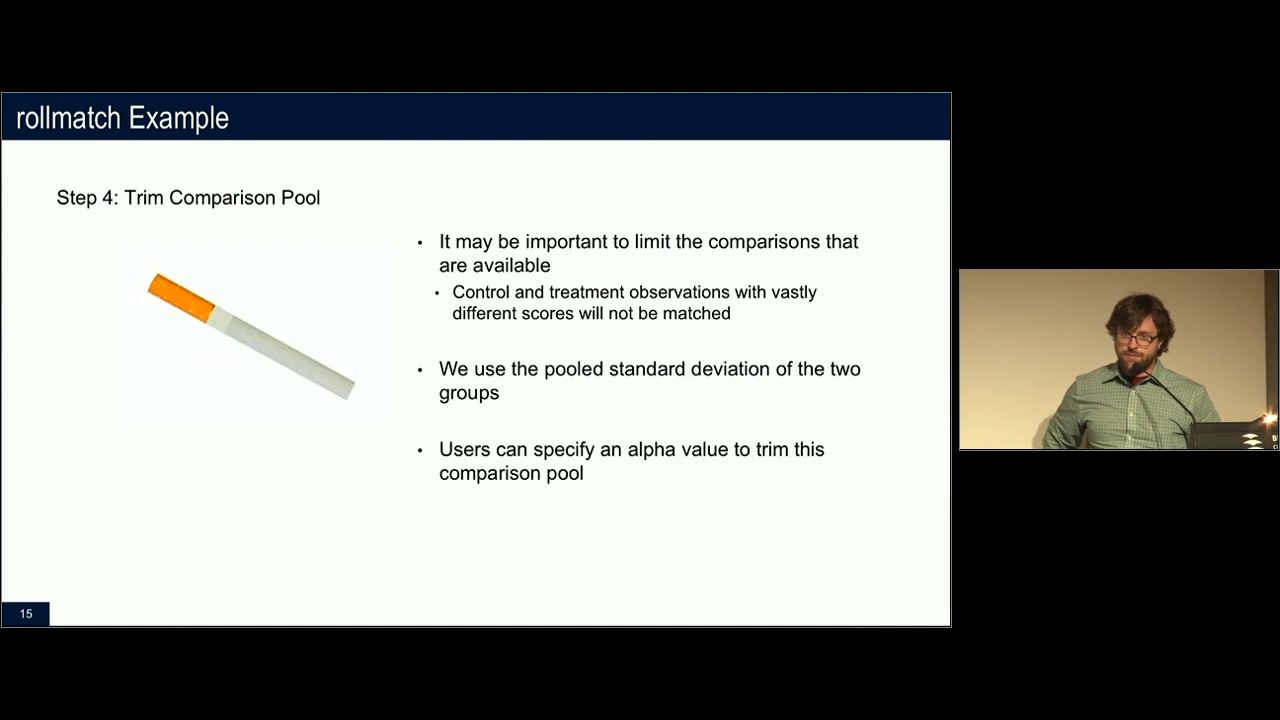 rollmatch Example
Step 4: Trim Comparison Pool
• It may be important to limit the comparisons that
are available
• Control and treatment observations with vastly
different scores will not be matched
• We use the pooled standard deviation of the two
groups
• Users can specify an alpha value to trim this
comparison pool
15